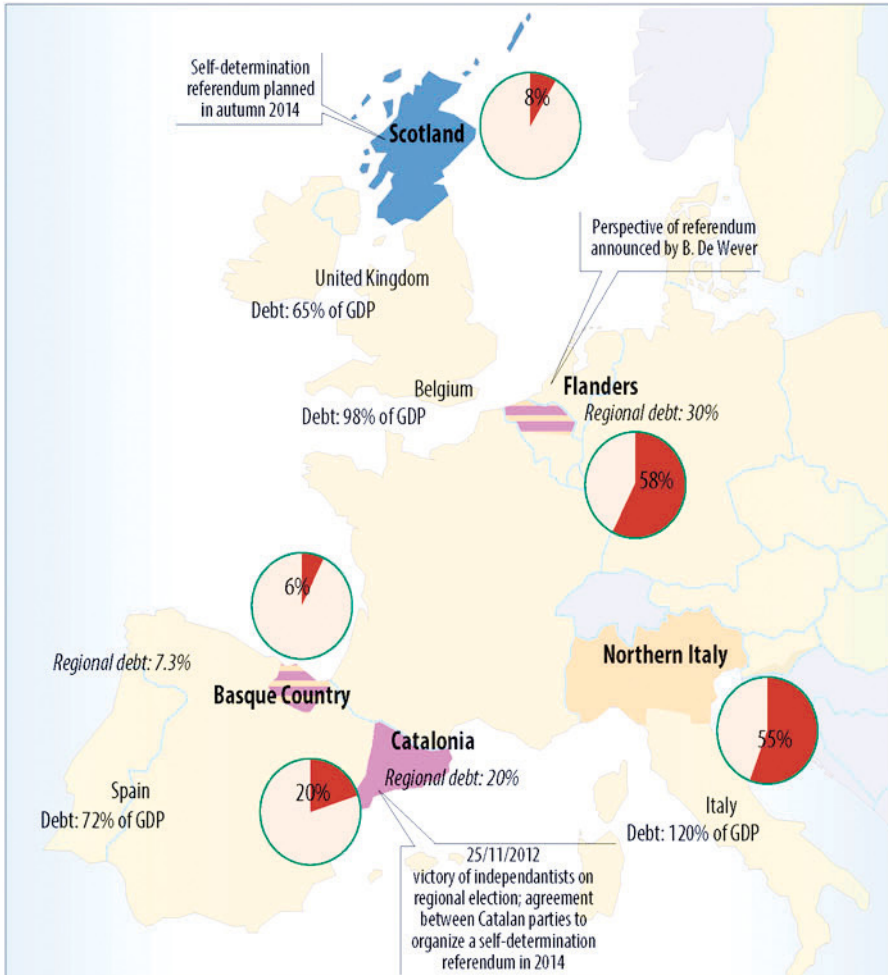 Self-determination
referendum planned
in autumn 2014
8%
Scotland
Perspective of referendum
announced by B. De Wever
United Kingdom
Debt: 65% of GDP
Belgium
Debt: 98% of GDP
Flanders
Regional debt: 30%
58%
6%
Regional debt: 7.3%
Basque Country
Northern Italy
55%
Catalonia
Regional debt: 20%
20%
Spain
Debt: 72% of GDP
Italy
Debt: 120% of GDP
25/11/2012
victory of independantists on
regional election; agreement
between Catalan parties to
organize a self-determination
referendum in 2014